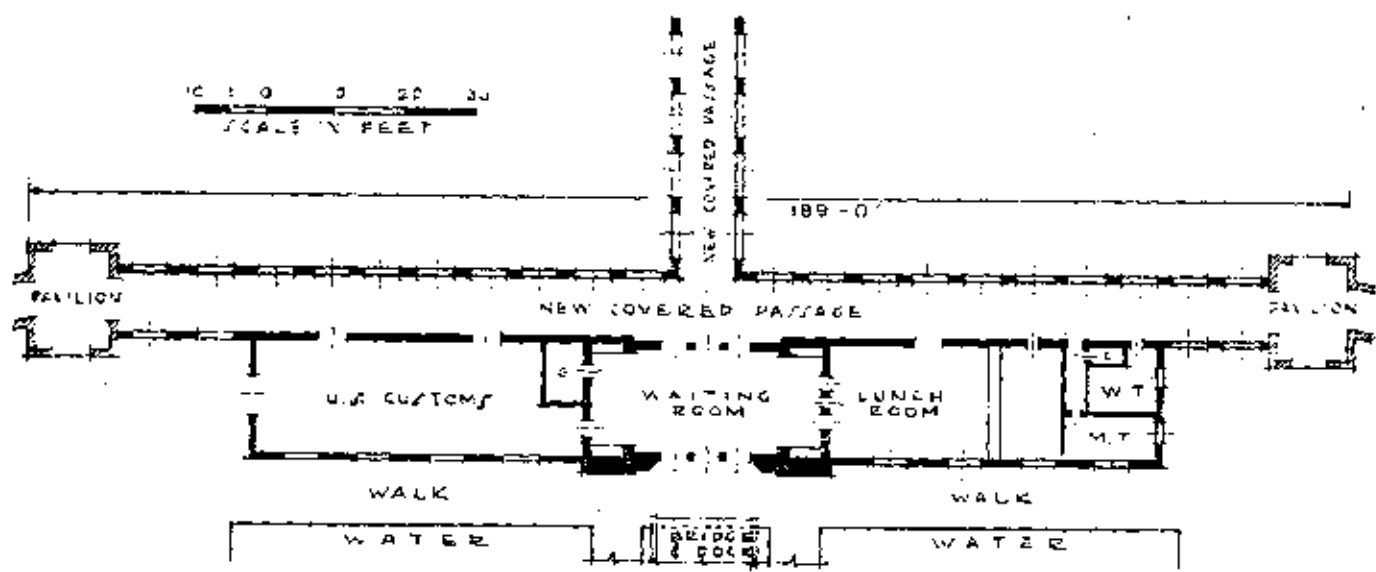 NEW COVERED PASSAGE
SCALE IN FEET
189-0
PAVILION
NEW COVERED PASSAGE
PAVILION
U.S. CUSTOMS
WAITING
ROOM
LUNCH
ROOM
W.T
M.T
WALK
WALK
WATER
BRIDGE
WATER